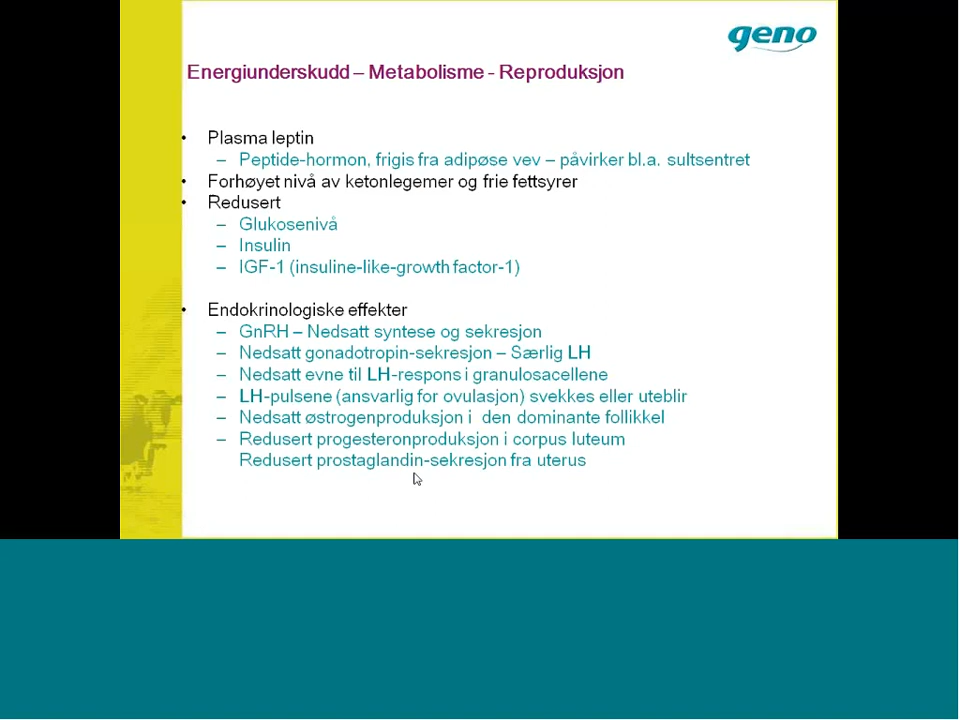 geno
Energiunderskudd – Metabolisme - Reproduksjon
• Plasma leptin
– Peptide-hormon, frigis fra adipøse vev – påvirker bl.a. sultsentret
• Forhøyet nivå av ketonlegemer og frie fettsyrer
• Redusert
– Glukosenivå
– Insulin
– IGF-1 (insuline-like-growth factor-1)
• Endokrinologiske effekter
– GnRH – Nedsatt syntese og sekresjon
– Nedsatt gonadotropin-sekresjon – Særlig LH
– Nedsatt evne til LH-respons i granulosacellene
– LH-pulsene (ansvarlig for ovulasjon) svekkes eller uteblir
– Nedsatt østrogenproduksjon i den dominante follikkel
– Redusert progesteronproduksjon i corpus luteum
Redusert prostaglandin-sekresjon fra uterus